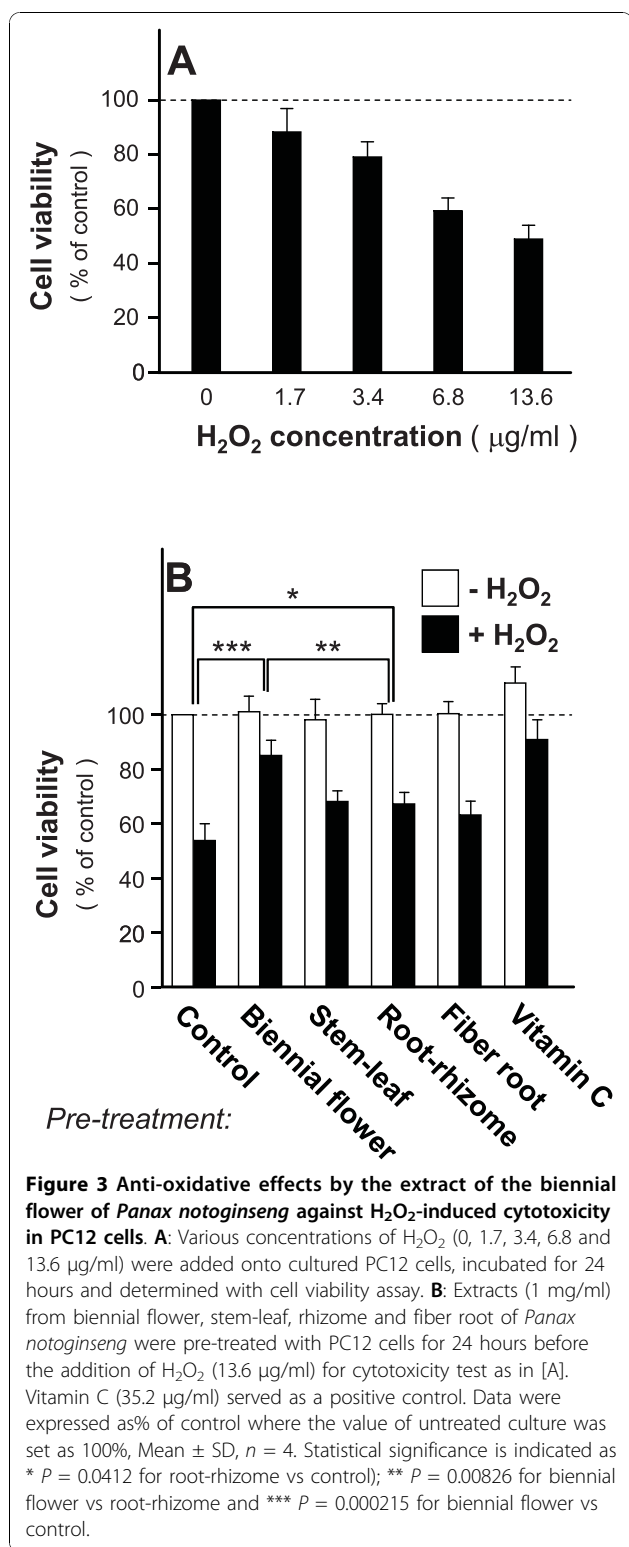 A
Cell viability
( % of control )
100
80
60
40
20
0
0 1.7 3.4 6.8 13.6
H₂O₂ concentration ( μg/ml )
B
- H₂O₂
+ H₂O₂
*
*** **
Cell viability
( % of control )
100
80
60
40
20
0
Control
Biennial flower
Stem-leaf
Root-rhizome
Fiber root
Vitamin C
Pre-treatment:
Figure 3 Anti-oxidative effects by the extract of the biennial
flower of Panax notoginseng against H₂O₂-induced cytotoxicity
in PC12 cells. A: Various concentrations of H₂O₂ (0, 1.7, 3.4, 6.8 and
13.6 μg/ml) were added onto cultured PC12 cells, incubated for 24
hours and determined with cell viability assay. B: Extracts (1 mg/ml)
from biennial flower, stem-leaf, rhizome and fiber root of Panax
notoginseng were pre-treated with PC12 cells for 24 hours before
the addition of H₂O₂ (13.6 μg/ml) for cytotoxicity test as in [A].
Vitamin C (35.2 μg/ml) served as a positive control. Data were
expressed as% of control where the value of untreated culture was
set as 100%, Mean ± SD, n = 4. Statistical significance is indicated as
* P = 0.0412 for root-rhizome vs control); ** P = 0.00826 for biennial
flower vs root-rhizome and *** P = 0.000215 for biennial flower vs
control.